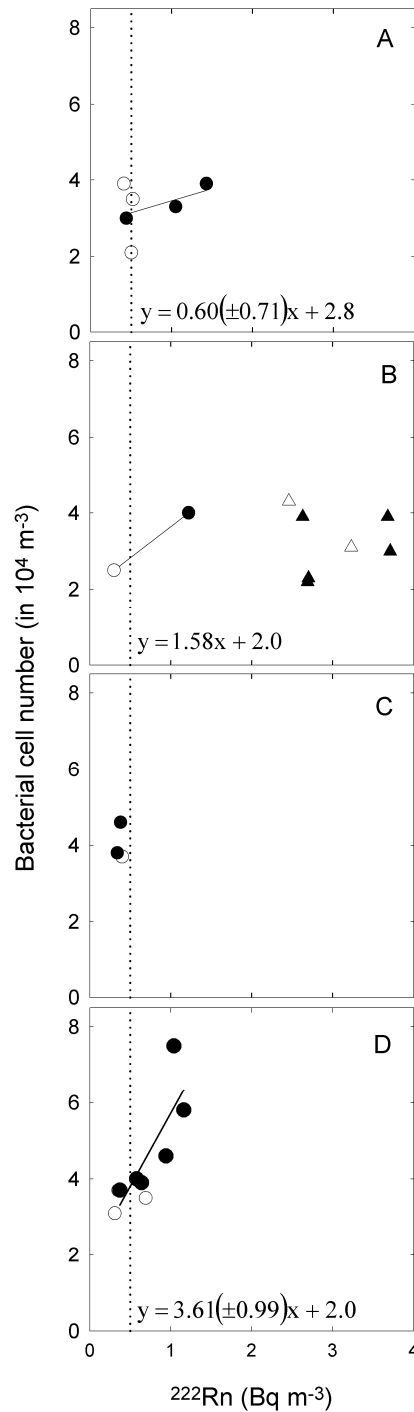 A
8
6
4
2
0
y = 0.60(±0.71)x + 2.8
B
8
6
4
2
0
y = 1.58x + 2.0
C
8
6
4
2
0
D
8
6
4
2
0
y = 3.61(±0.99)x + 2.0
0 1 2 3 4
Bacterial cell number (in 10⁴ m⁻³)
²²²Rn (Bq m⁻³)